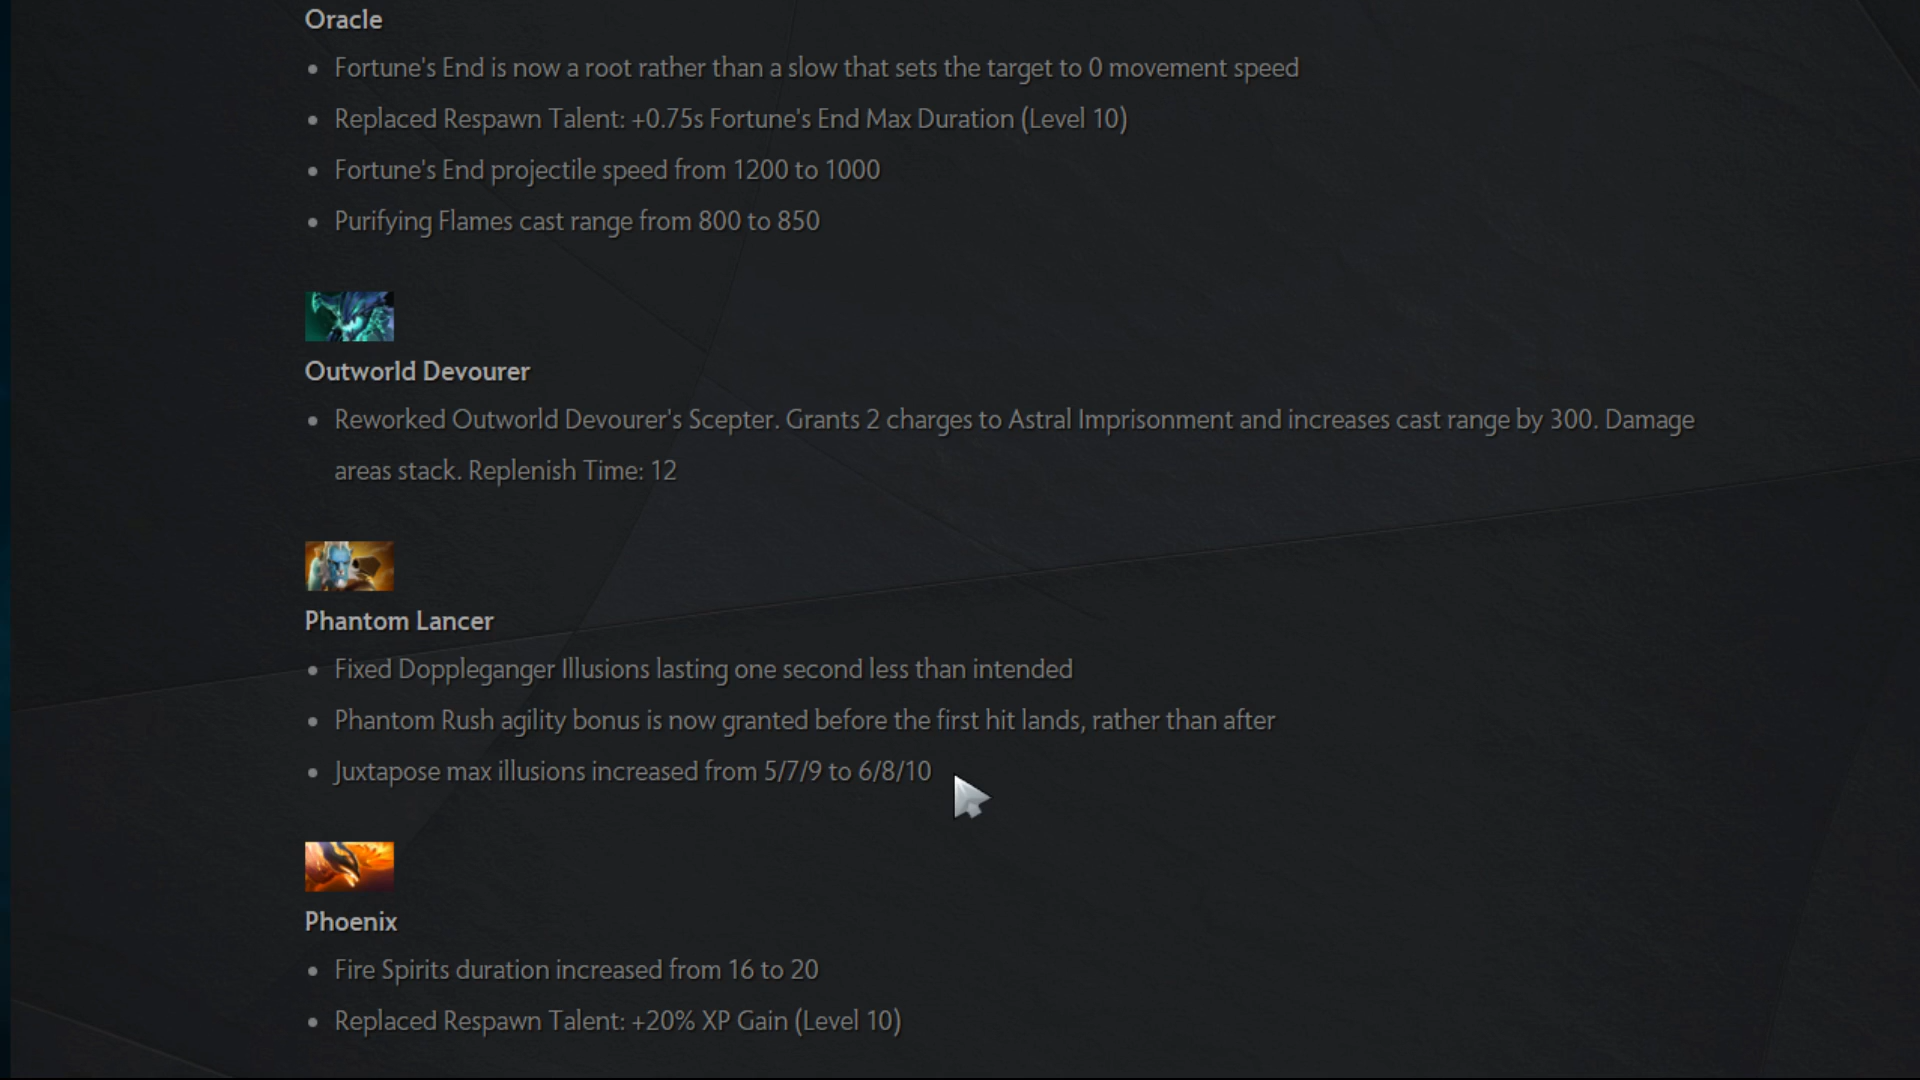 Oracle
Fortune's End is now a root rather than a slow that sets the target to 0 movement speed
Replaced Respawn Talent: +0.75s Fortune's End Max Duration (Level 10)
Fortune's End projectile speed from 1200 to 1000
Purifying Flames cast range from 800 to 850
Outworld Devourer
Reworked Outworld Devourer's Scepter. Grants 2 charges to Astral Imprisonment and increases cast range by 300. Damage
areas stack. Replenish Time: 12
Phantom Lancer
Fixed Doppleganger Illusions lasting one second less than intended
Phantom Rush agility bonus is now granted before the first hit lands, rather than after
Juxtapose max illusions increased from 5/7/9 to 6/8/10
Phoenix
Fire Spirits duration increased from 16 to 20
Replaced Respawn Talent: +20% XP Gain (Level 10)